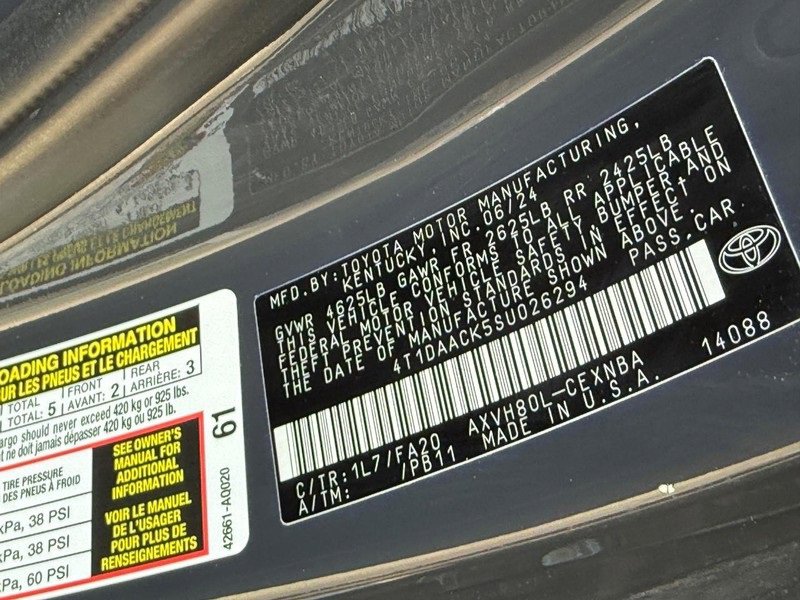 MFD.BY:TOYOTA MOTOR MANUFACTURING,
KENTUCKY, INC. 06/24
GVWR 4625LB GAWR FR 2625LB RR 2425LB
THIS VEHICLE CONFORMS TO ALL APPLICABLE
FEDERAL MOTOR VEHICLE SAFETY BUMPER,AND
THEFT PREVENTION STANDARDS IN EFFECT ON
THE DATE OF MANUFACTURE SHOWN ABOVE.
4T1DAACK5SU026294 PASS.CAR
C/TR:1L7/FA20 AXVH80L-CEXNBA 14088
A/TM: /PB11 MADE IN U.S.A.
LOADING INFORMATION
LES PNEUS ET LE CHARGEMENT
TOTAL FRONT REAR
TOTAL: 5 AVANT: 2 ARRIÈRE: 3
should never exceed 420 kg or 925 lbs.
ne doit jamais dépasser 420 kg ou 925 lb.
TIRE PRESSURE
DES PNEUS À FROID
kPa, 38 PSI
kPa, 38 PSI
kPa, 60 PSI
SEE OWNER'S
MANUAL FOR
ADDITIONAL
INFORMATION
VOIR LE MANUEL
DE L'USAGER
POUR PLUS DE
RENSEIGNEMENTS
61
42661-A0020